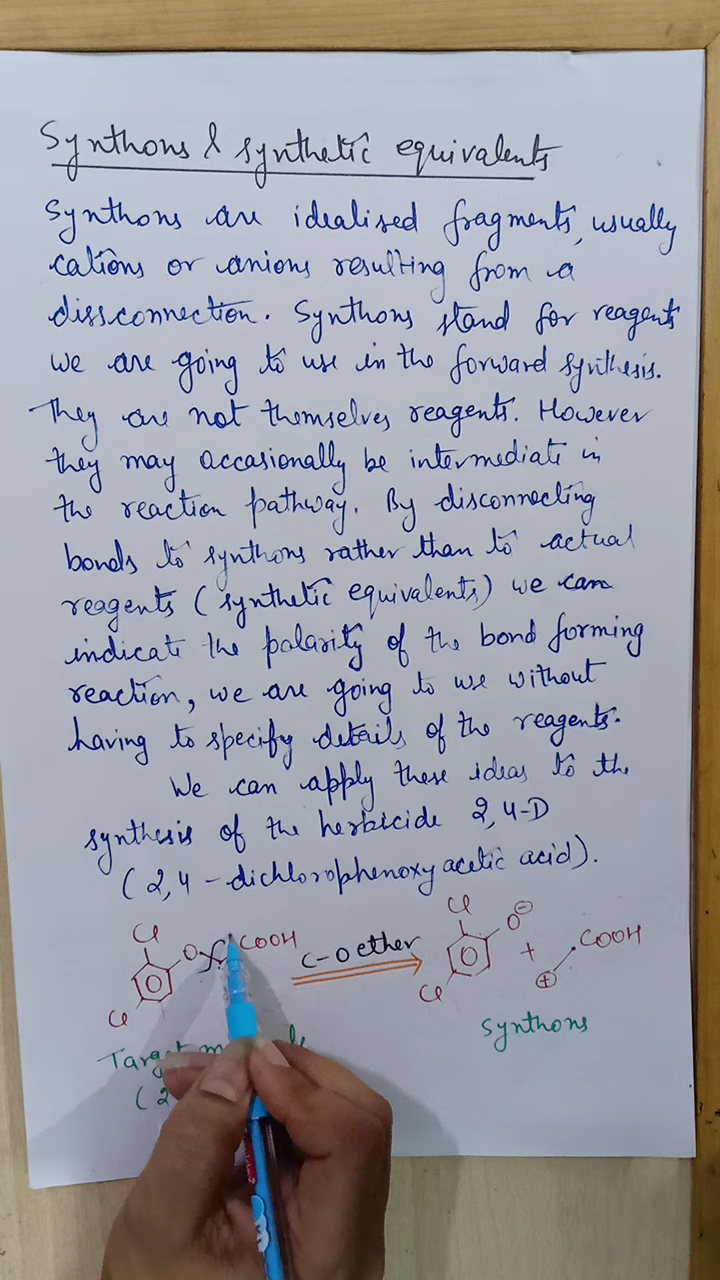 Synthons & synthetic equivalents
Synthons are idealised fragments, usually
cations or anions resulting from a
dissconnection. Synthons stand for reagents
we are going to use in the forward synthesis.
They are not themselves reagents. However
they may accasionally be intermediate in
the reaction pathway. By disconnecting
bonds to synthons rather than to actual
reagents (synthetic equivalents) we can
indicate the polarity of the bond forming
reaction, we are going to use without
having to specify details of the reagents.
We can apply these ideas to the
synthesis of the herbicide 2,4-D
(2,4-dichlorophenoxy acetic acid).
Cl O COOH Cl
C-O ether
Cl O⊖ + ⊕ COOH Cl
Synthons
Target
(2